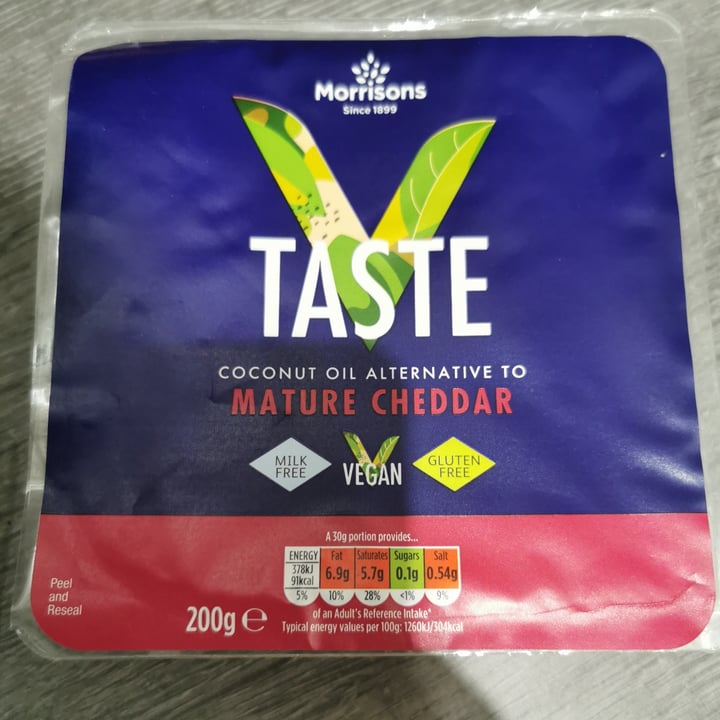 Morrisons
Since 1899
V
TASTE
COCONUT OIL ALTERNATIVE TO
MATURE CHEDDAR
MILK FREE
VEGAN
GLUTEN FREE
A 30g portion provides...
ENERGY Fat Saturates Sugars Salt
378kJ 91kcal 6.9g 5.7g 0.1g 0.54g
5% 10% 28% <1% 9%
of an Adult's Reference Intake*
Typical energy values per 100g: 1260kJ/304kcal
Peel
and
Reseal
200g e